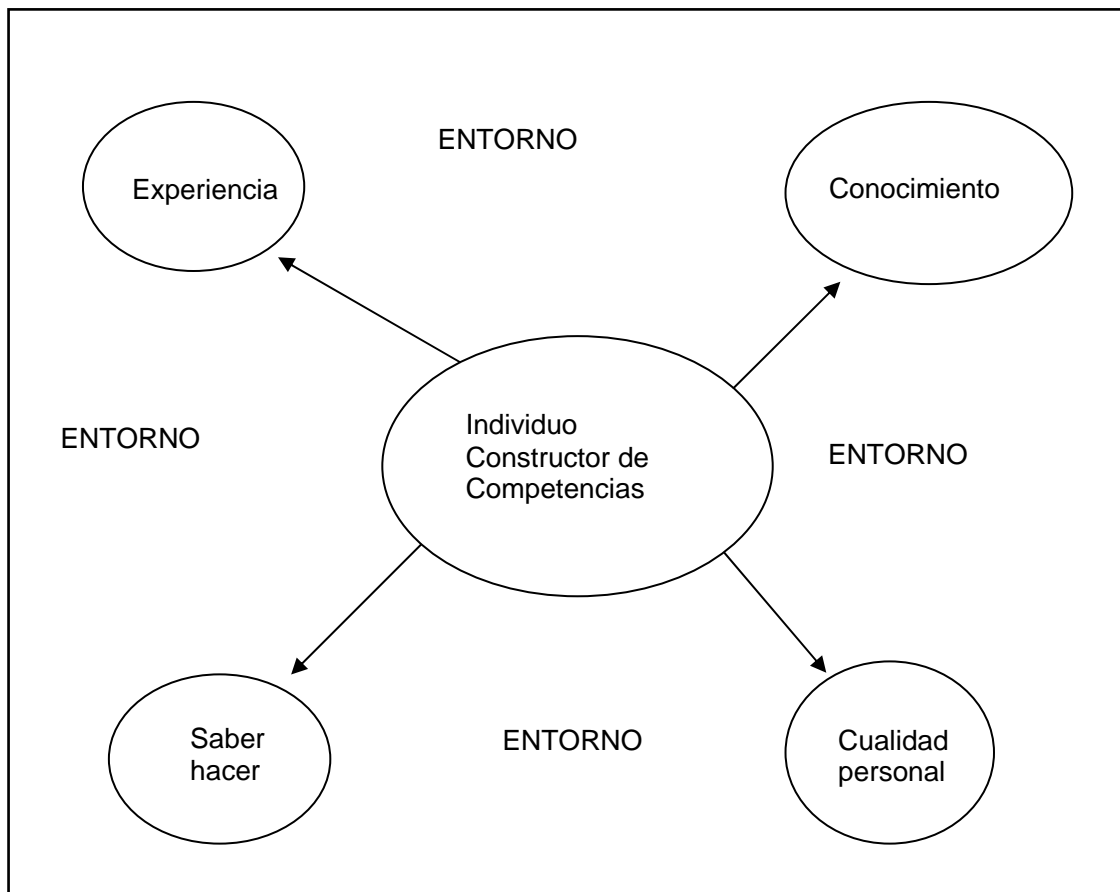 ENTORNO
Experiencia
Conocimiento
Individuo
Constructor de
Competencias
ENTORNO
ENTORNO
Saber
hacer
ENTORNO
Cualidad
personal